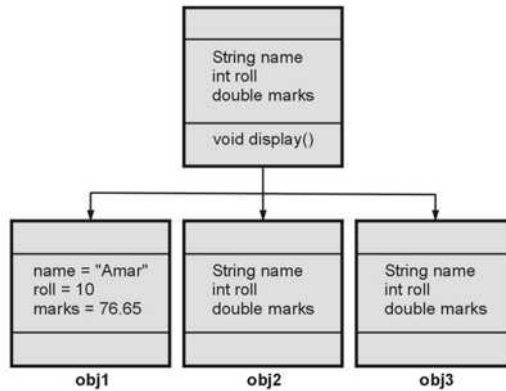 String name
int roll
double marks
void display()
name = "Amar"
roll = 10
marks = 76.65
String name
int roll
double marks
String name
int roll
double marks
obj1
obj2
obj3